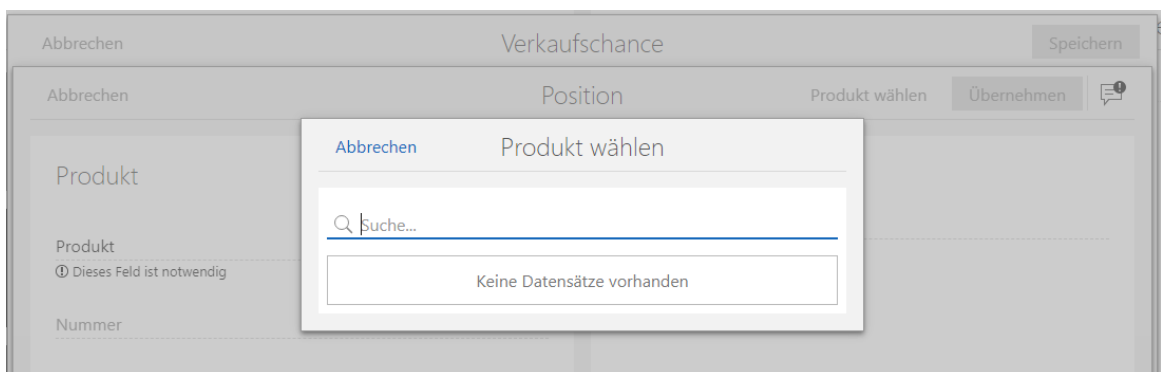 Abbrechen Verkaufschance Speichern
Abbrechen Position Produkt wählen Übernehmen
Abbrechen Produkt wählen
Produkt
Suche...
Produkt
Dieses Feld ist notwendig
Keine Datensätze vorhanden
Nummer